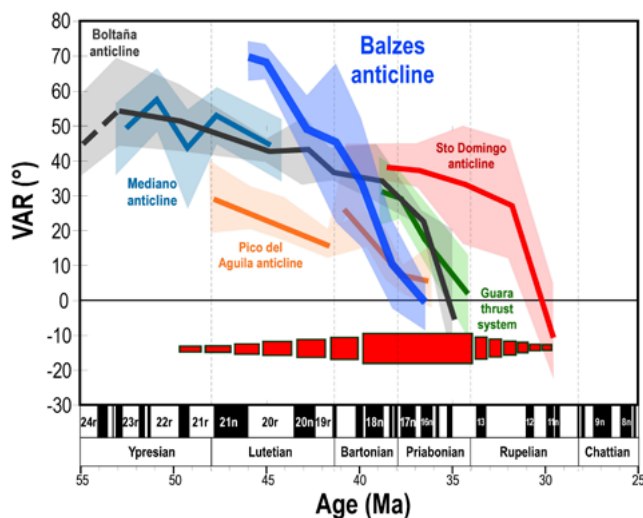 80
70
60
50
40
30
20
10
0
-10
-20
-30
VAR (°)
Boltaña
anticline
Balzes
anticline
Sto Domingo
anticline
Mediano
anticline
Pico del
Aguila anticline
Guara
thrust
system
24r 23r 22r 21r 21n 20r 20n 19r 18n 17n 16n 13 12 11n 9n 8n
Ypresian Lutetian Bartonian Priabonian Rupelian Chattian
55 50 45 40 35 30 25
Age (Ma)